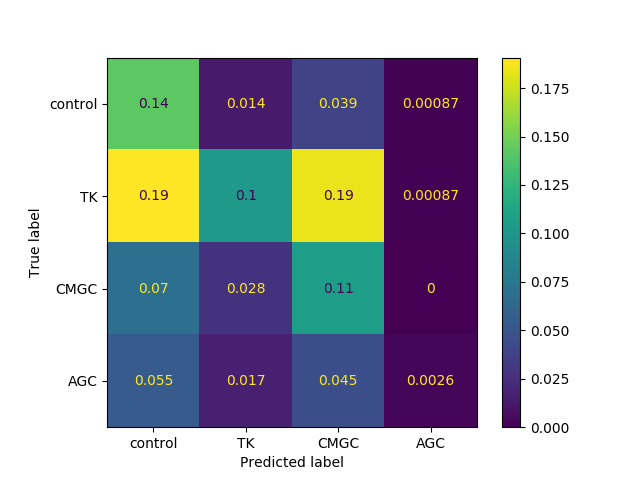 control 0.14 0.014 0.039 0.00087
TK 0.19 0.1 0.19 0.00087
CMGC 0.07 0.028 0.11 0
AGC 0.055 0.017 0.045 0.0026
control TK CMGC AGC
Predicted label
True label
0.175
0.150
0.125
0.100
0.075
0.050
0.025
0.000